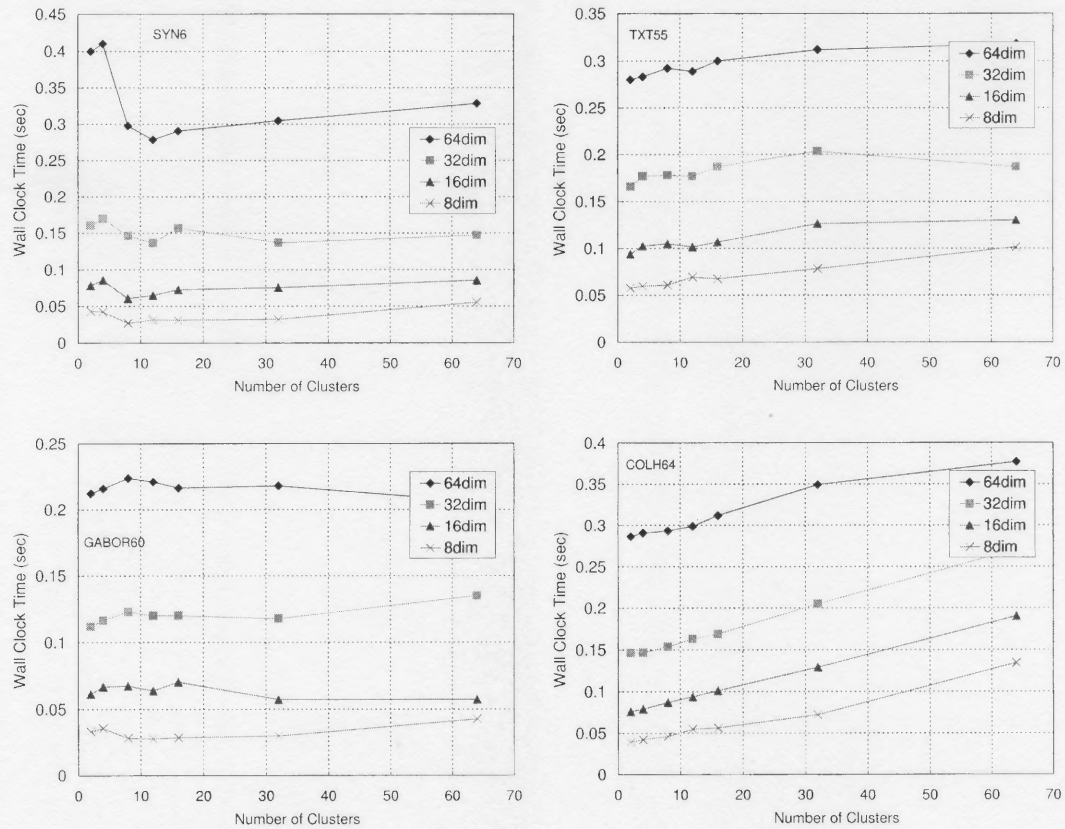 SYN6
Wall Clock Time (sec)
0.45
0.4
0.35
0.3
0.25
0.2
0.15
0.1
0.05
0
0 10 20 30 40 50 60 70
Number of Clusters
64dim
32dim
16dim
8dim
TXT55
Wall Clock Time (sec)
0.35
0.3
0.25
0.2
0.15
0.1
0.05
0
0 10 20 30 40 50 60 70
Number of Clusters
64dim
32dim
16dim
8dim
GABOR60
Wall Clock Time (sec)
0.25
0.2
0.15
0.1
0.05
0
0 10 20 30 40 50 60 70
Number of Clusters
64dim
32dim
16dim
8dim
COLH64
Wall Clock Time (sec)
0.4
0.35
0.3
0.25
0.2
0.15
0.1
0.05
0
0 10 20 30 40 50 60 70
Number of Clusters
64dim
32dim
16dim
8dim